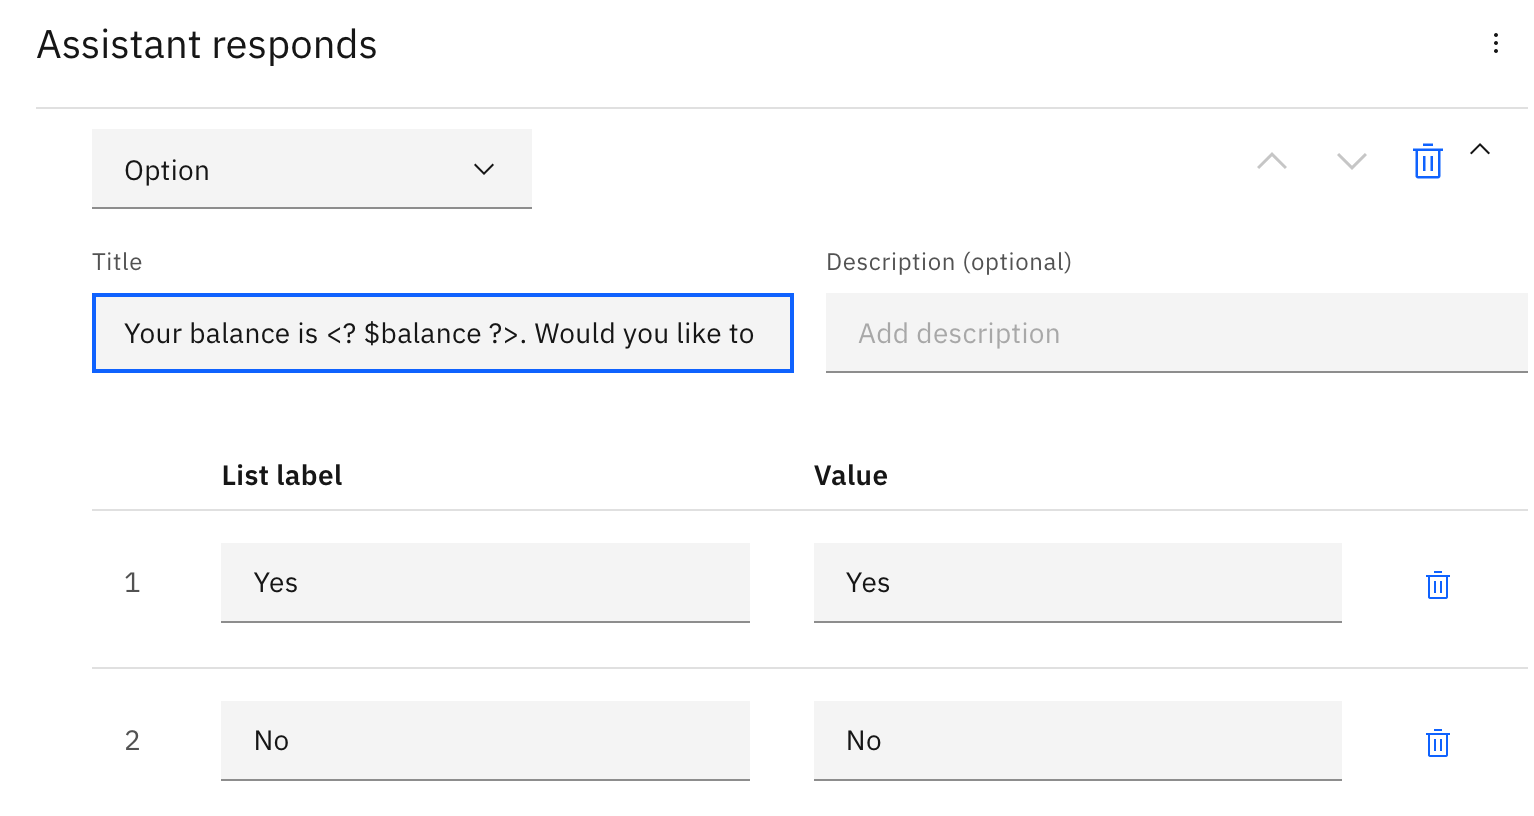 Assistant responds
Option
Title
Description (optional)
Your balance is <? $balance ?>. Would you like to
Add description
List label
Value
1
Yes
Yes
2
No
No